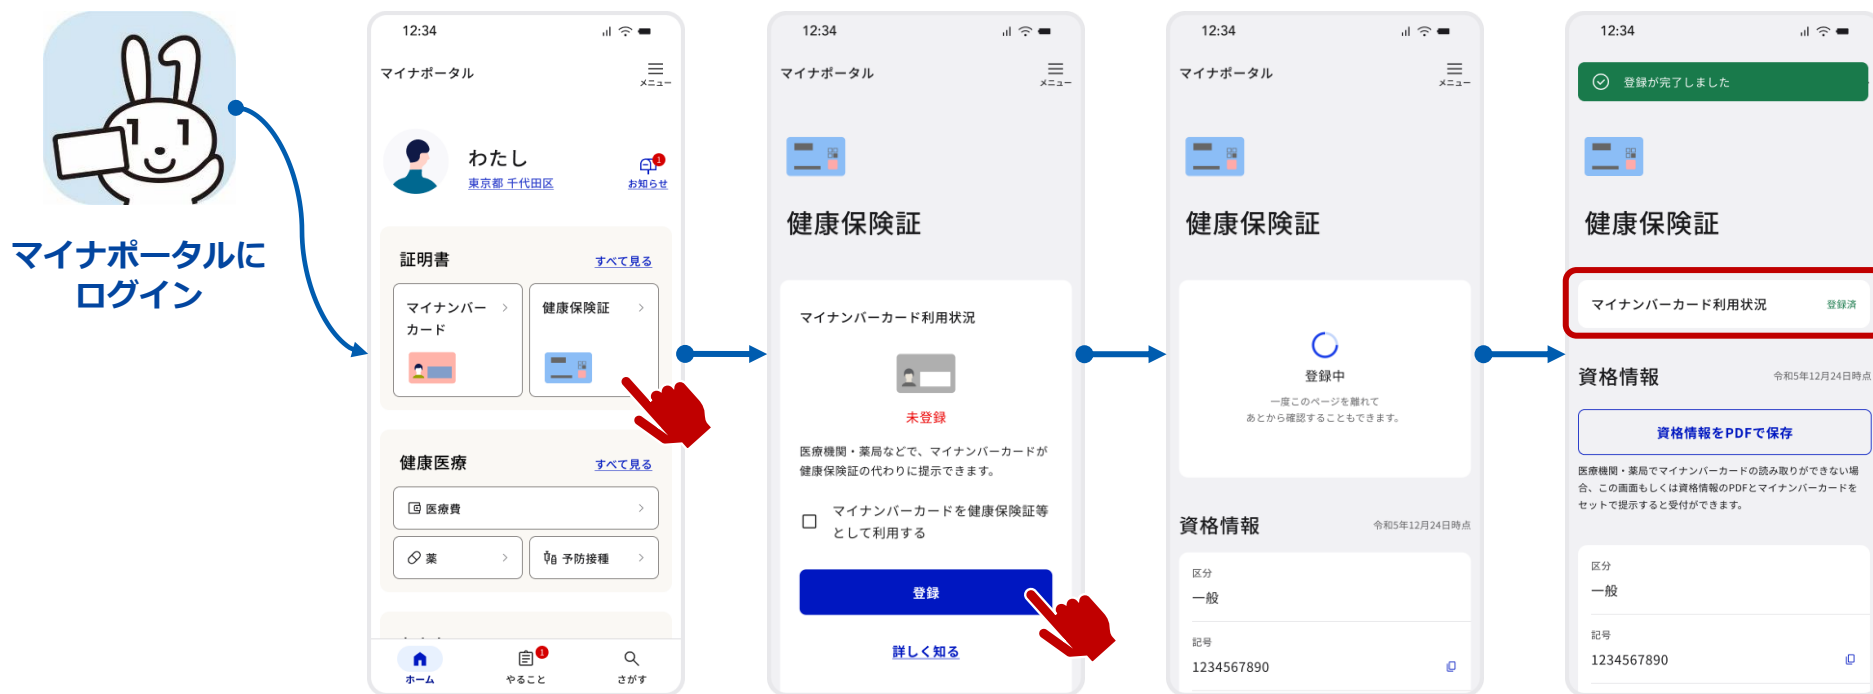 マイナポータルに
ログイン
12:34
マイナポータル
メニュー
わたし
東京都 千代田区
1
お知らせ
証明書
すべて見る
マイナンバー
カード
健康保険証
健康医療
すべて見る
医療費
薬
予防接種
ホーム
1
やること
さがす
12:34
マイナポータル
メニュー
健康保険証
マイナンバーカード利用状況
未登録
医療機関・薬局などで、マイナンバーカードが
健康保険証の代わりに提示できます。
マイナンバーカードを健康保険証等
として利用する
登録
詳しく知る
12:34
マイナポータル
メニュー
健康保険証
登録中
一度このページを離れて
あとから確認することもできます。
資格情報
令和5年12月24日時点
区分
一般
記号
1234567890
12:34
登録が完了しました
健康保険証
マイナンバーカード利用状況
登録済
資格情報
令和5年12月24日時点
資格情報をPDFで保存
医療機関・薬局でマイナンバーカードの読み取りができない場
合、この画面もしくは資格情報のPDFとマイナンバーカードを
セットで提示すると受付ができます。
区分
一般
記号
1234567890